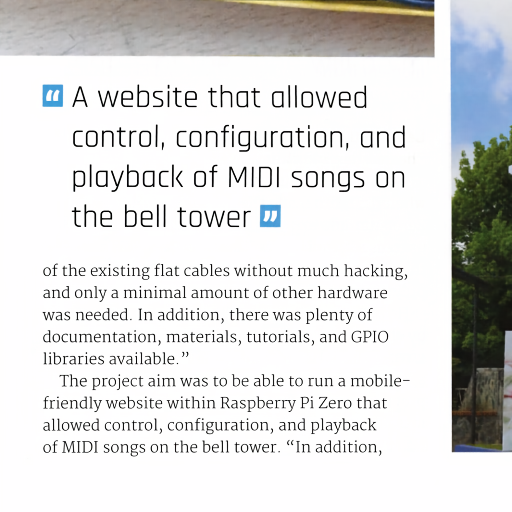 “ A website that allowed
control, configuration, and
playback of MIDI songs on
the bell tower ”
of the existing flat cables without much hacking,
and only a minimal amount of other hardware
was needed. In addition, there was plenty of
documentation, materials, tutorials, and GPIO
libraries available.”
The project aim was to be able to run a mobile-
friendly website within Raspberry Pi Zero that
allowed control, configuration, and playback
of MIDI songs on the bell tower. “In addition,